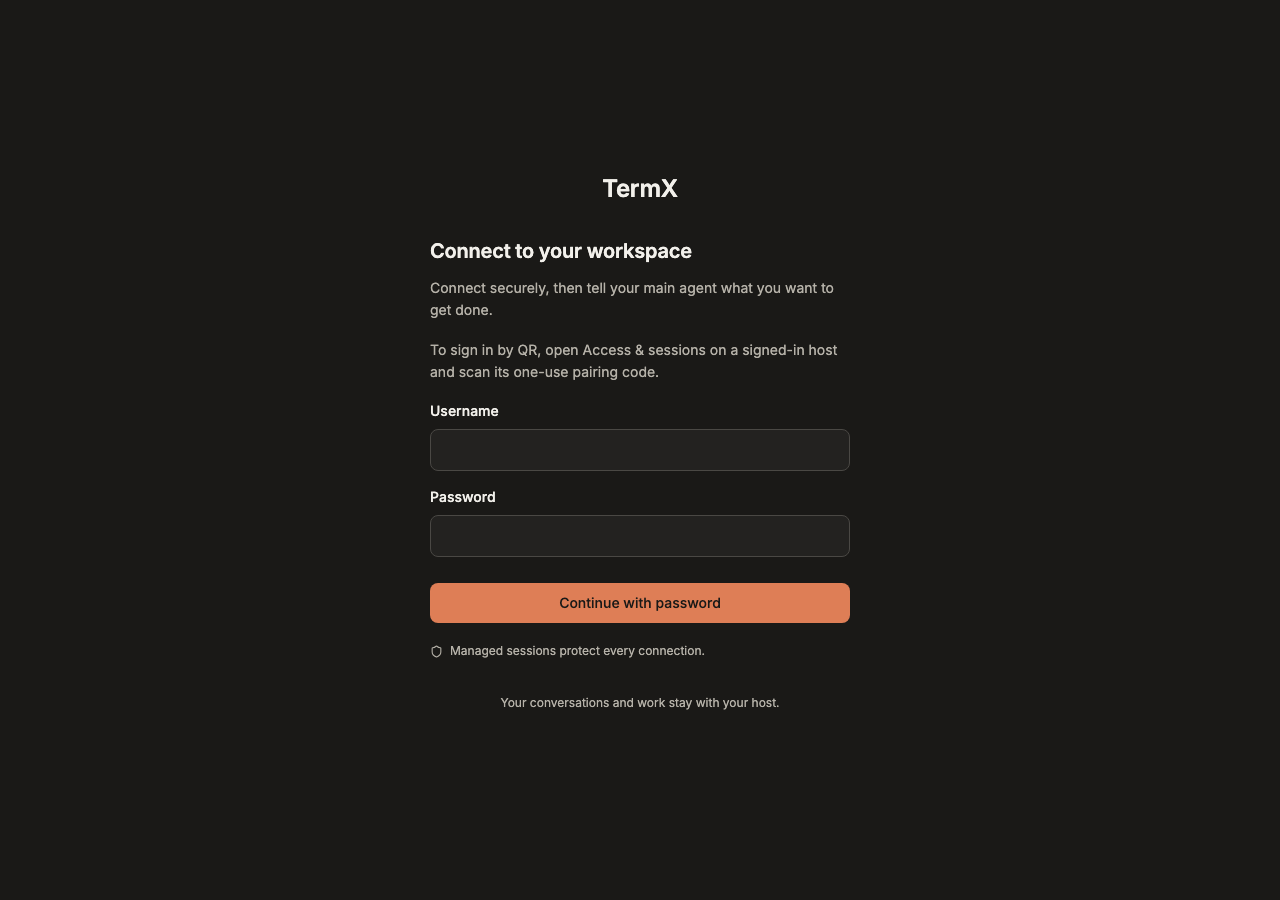 TermX
Connect to your workspace
Connect securely, then tell your main agent what you want to
get done.
To sign in by QR, open Access & sessions on a signed-in host
and scan its one-use pairing code.
Username
Password
Continue with password
Managed sessions protect every connection.
Your conversations and work stay with your host.